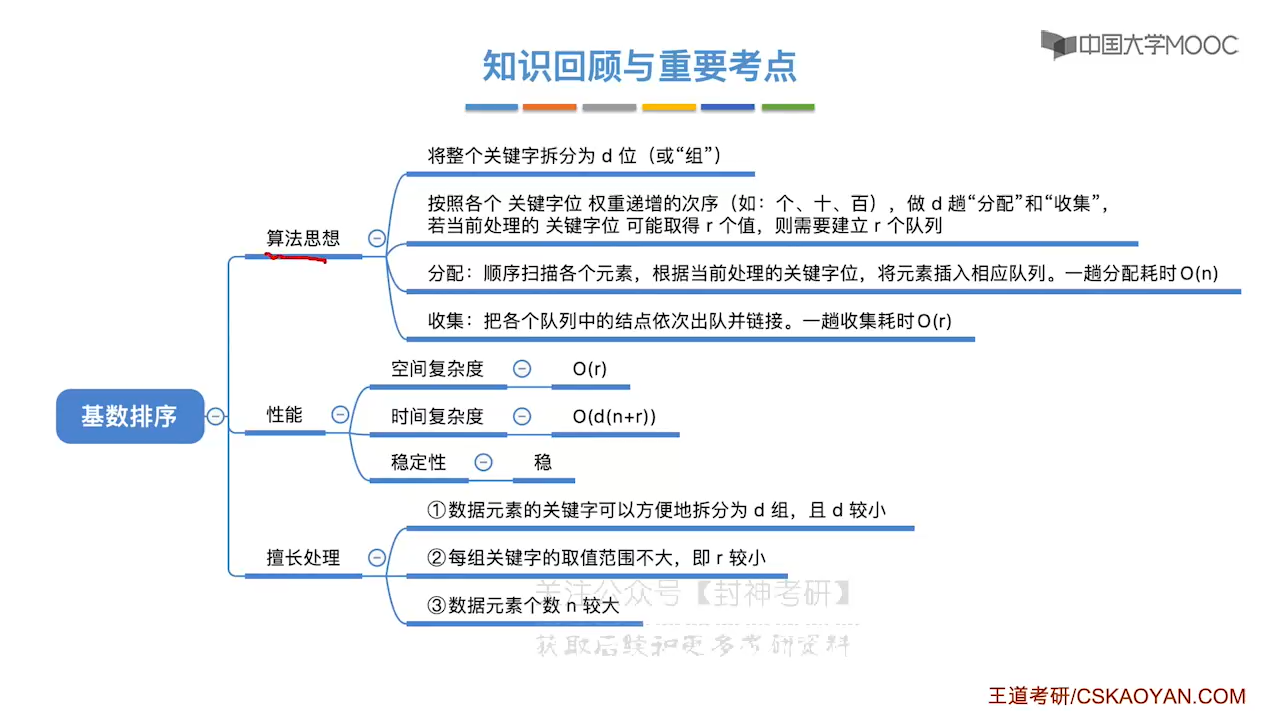 中国大学MOOC
知识回顾与重要考点
将整个关键字拆分为 d 位（或“组”）
按照各个 关键字位 权重递增的次序（如：个、十、百），做 d 趟“分配”和“收集”，
若当前处理的 关键字位 可能取得 r 个值，则需要建立 r 个队列
算法思想
分配：顺序扫描各个元素，根据当前处理的关键字位，将元素插入相应队列。一趟分配耗时O(n)
收集：把各个队列中的结点依次出队并链接。一趟收集耗时O(r)
空间复杂度
O(r)
基数排序
性能
时间复杂度
O(d(n+r))
稳定性
稳
①数据元素的关键字可以方便地拆分为 d 组，且 d 较小
擅长处理
②每组关键字的取值范围不大，即 r 较小
关注公众号【封神考研】
③数据元素个数 n 较大
获取后续和更多考研资料
王道考研/CSKAOYAN.COM